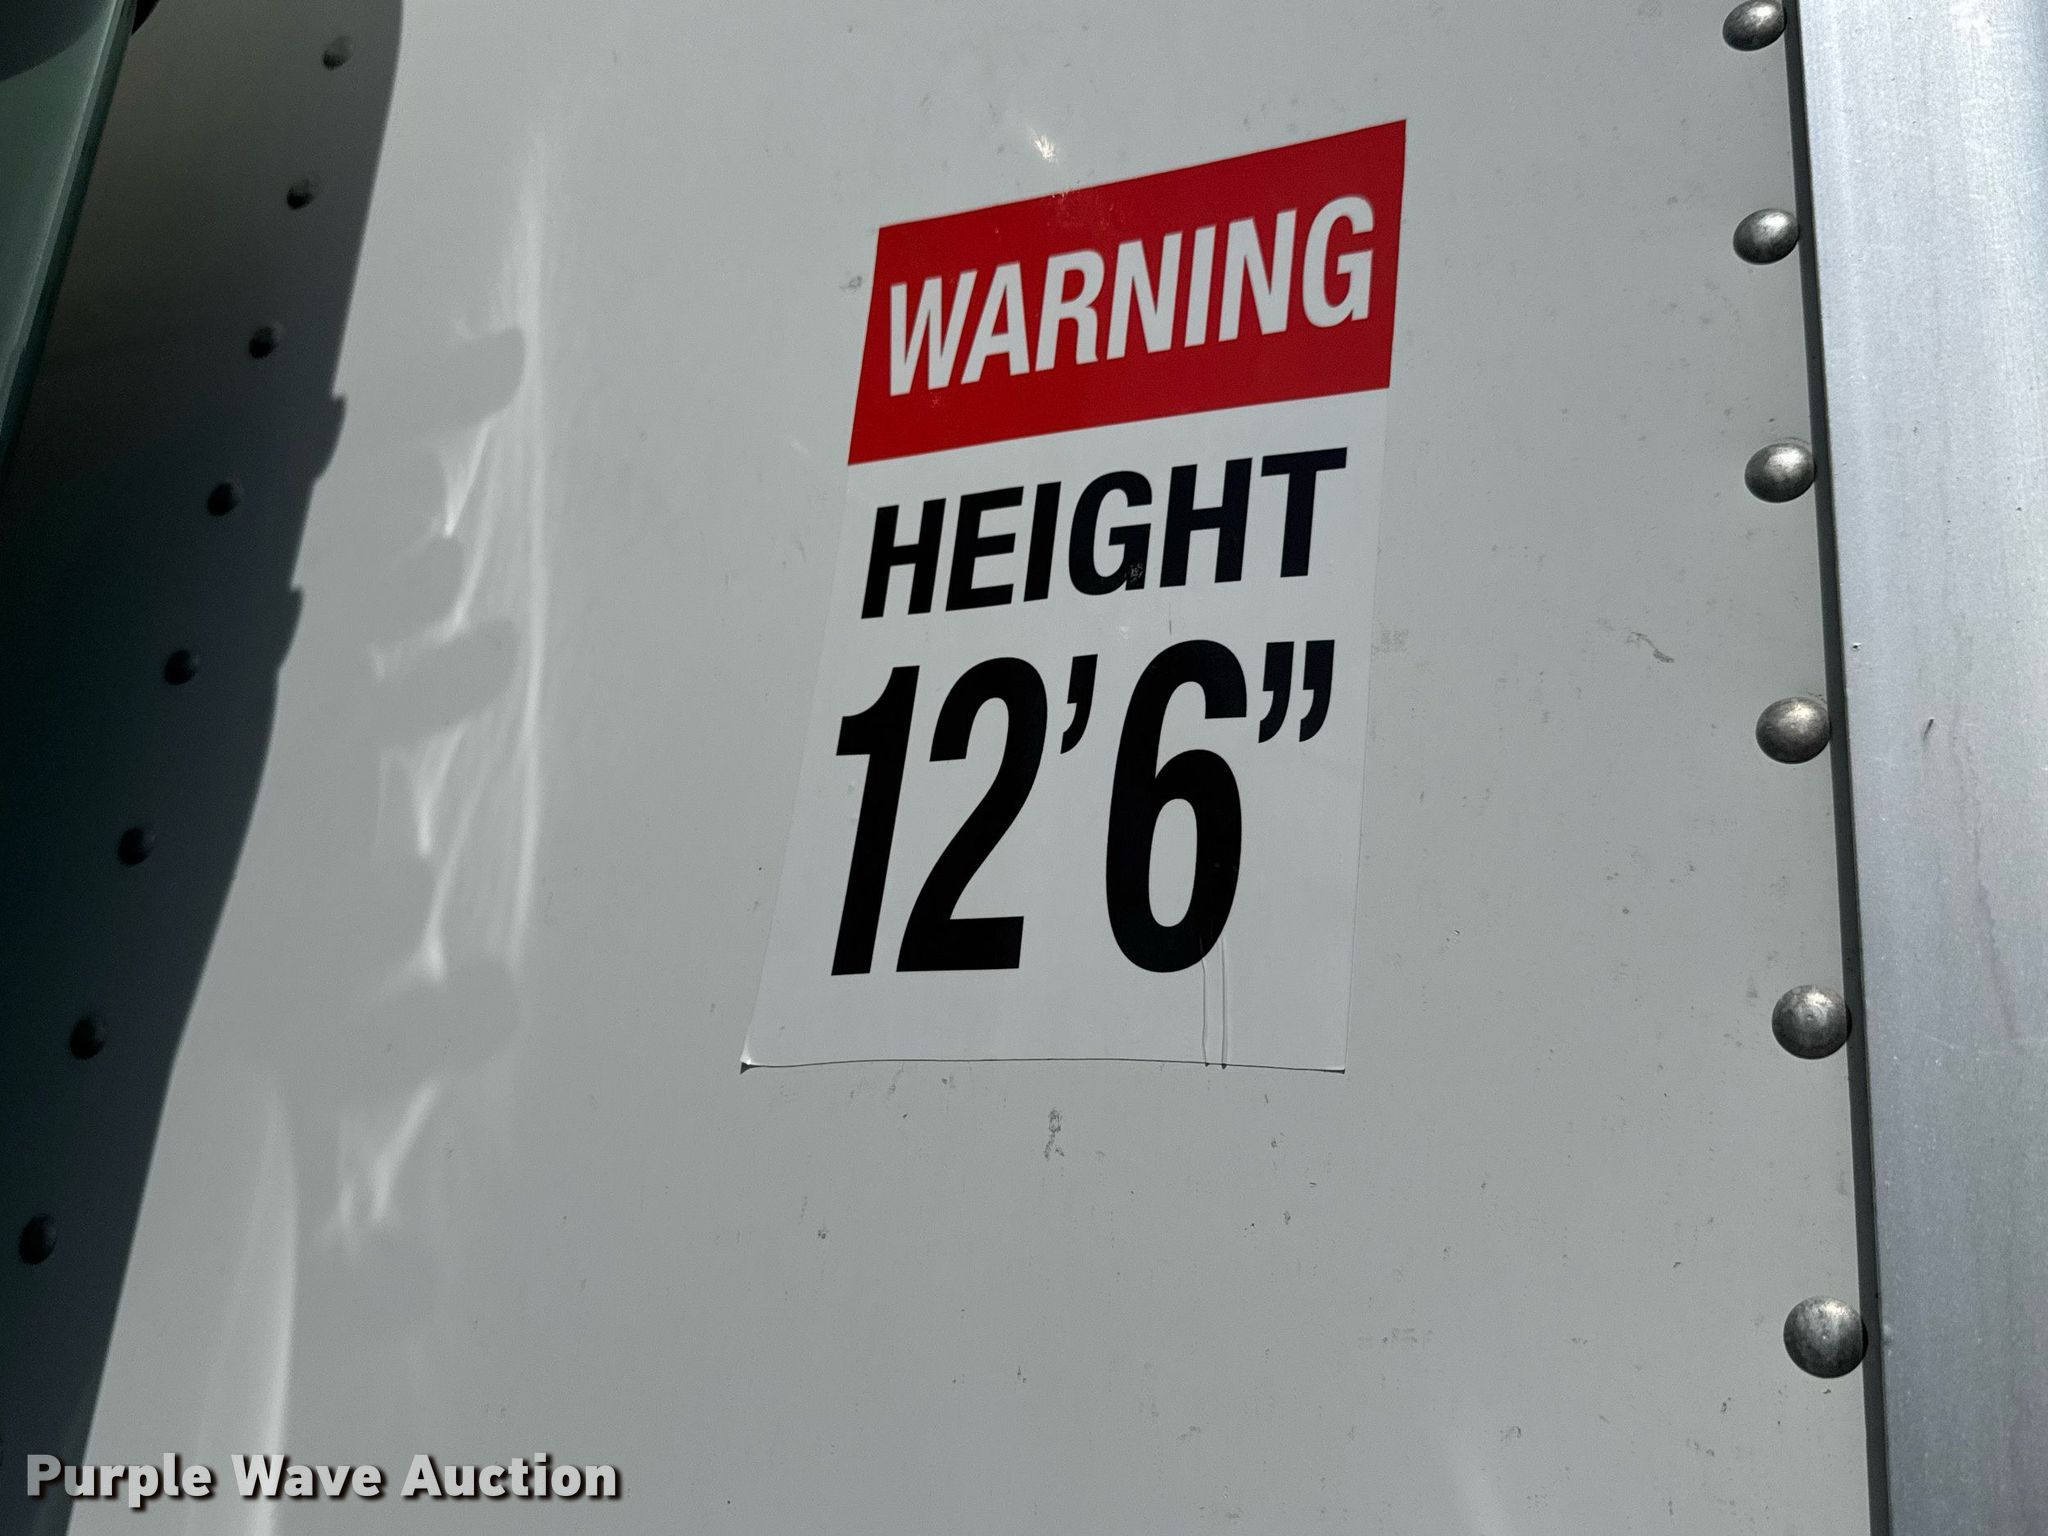 WARNING
HEIGHT
12’6”
Purple Wave Auction